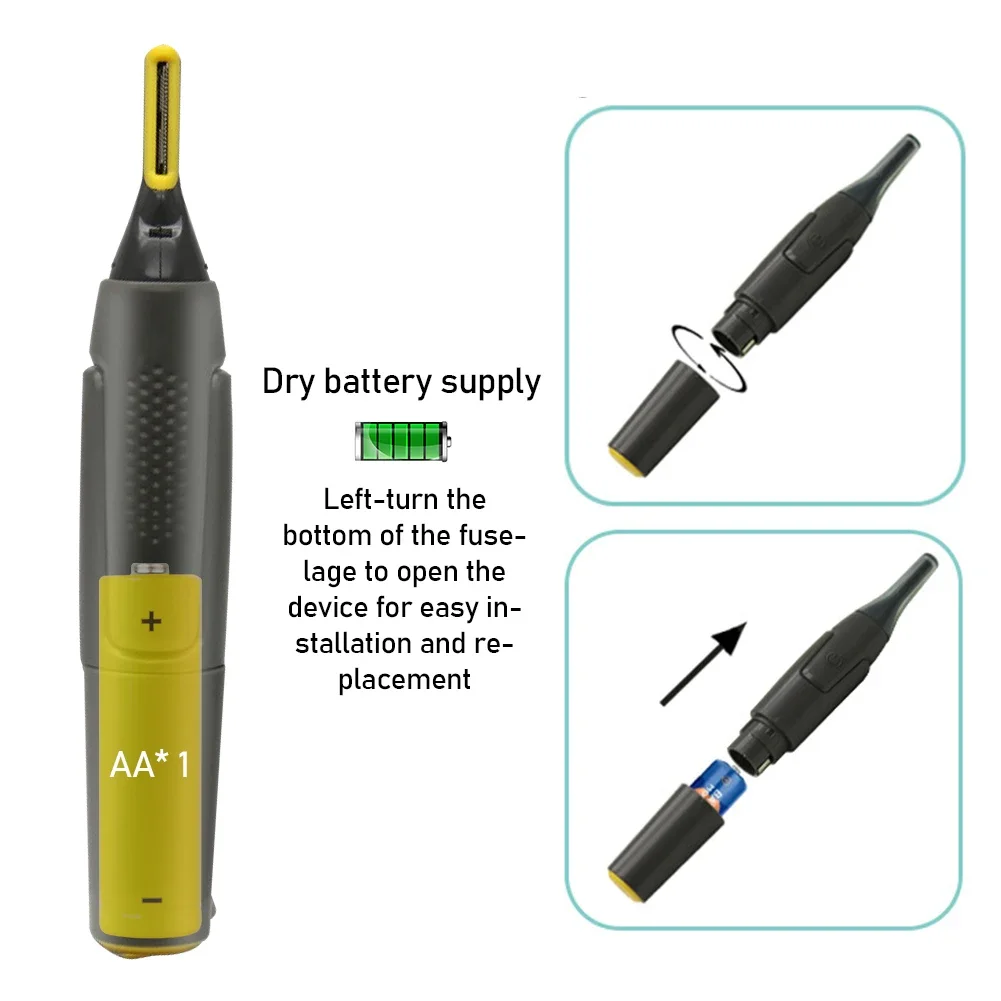 Dry battery supply
Left-turn the
bottom of the fuse-
lage to open the
device for easy in-
stallation and re-
placement
+
AA* 1
−